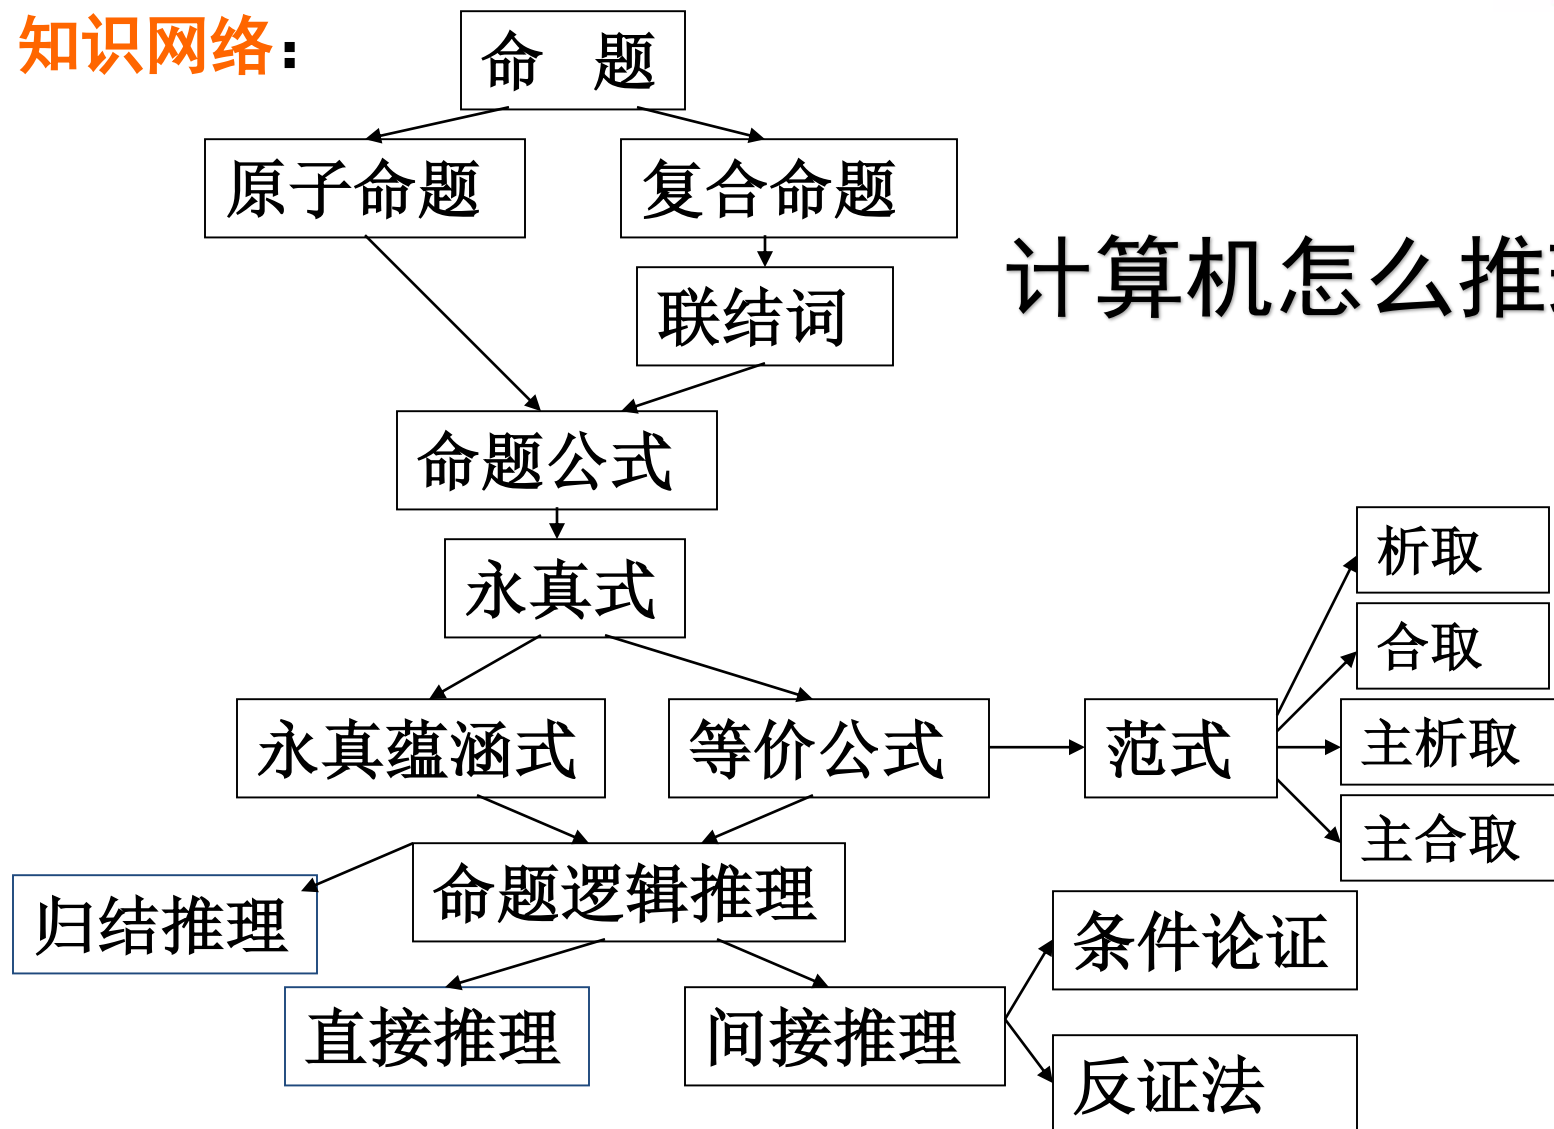 知识网络：
命 题
原子命题
复合命题
计算机怎么推
联结词
命题公式
永真式
析取
合取
永真蕴涵式
等价公式
范式
主析取
主合取
命题逻辑推理
归结推理
条件论证
直接推理
间接推理
反证法